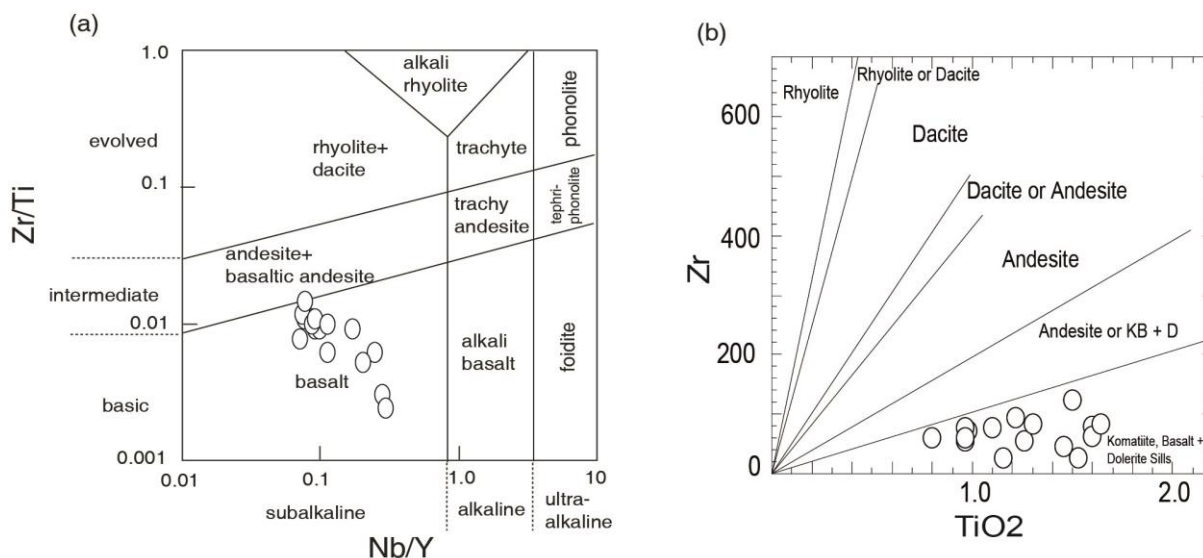 (a)
1.0
0.1
0.01
0.001
Zr/Ti
evolved
intermediate
basic
alkali
rhyolite
phonolite
rhyolite+
dacite
trachyte
trachy
andesite
tephri-
phonolite
andesite+
basaltic andesite
basalt
alkali
basalt
foidite
0.01
0.1
1.0
10
subalkaline
alkaline
ultra-
alkaline
Nb/Y
(b)
600
400
200
0
Zr
Rhyolite
Rhyolite or Dacite
Dacite
Dacite or Andesite
Andesite
Andesite or KB + D
Komatiite, Basalt +
Dolerite Sills
1.0
2.0
TiO2